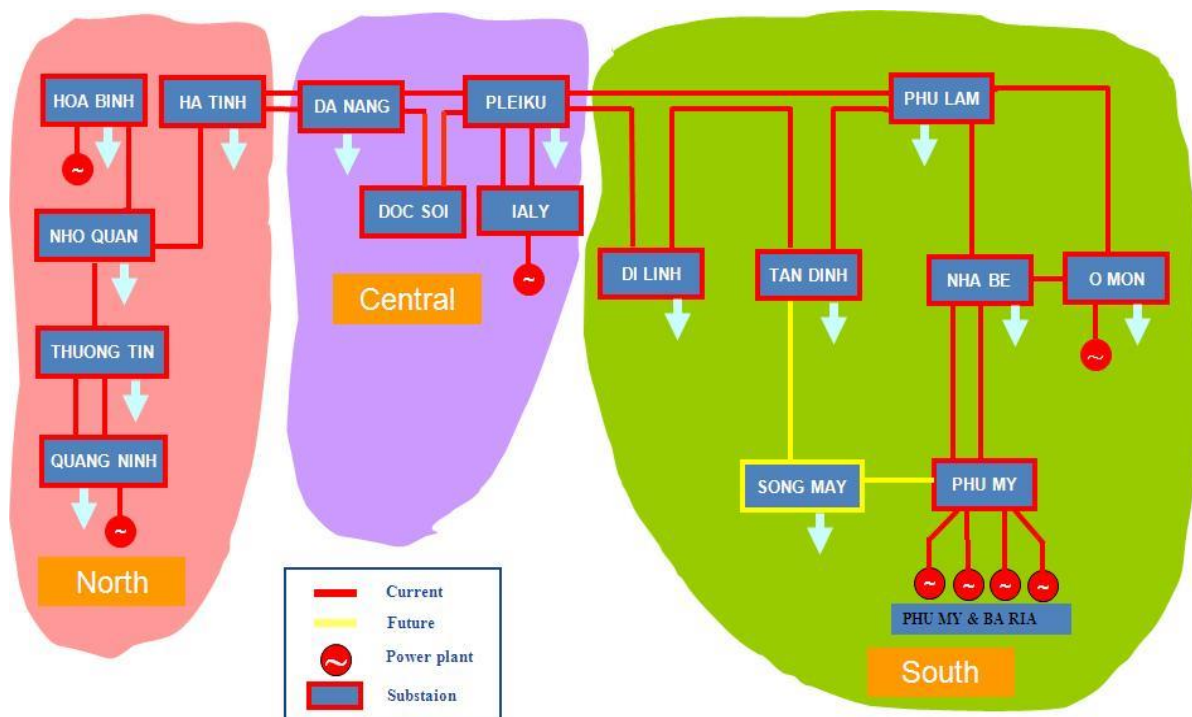 HOA BINH
HA TINH
DA NANG
PLEIKU
PHU LAM
DOC SOI
IALY
NHO QUAN
DI LINH
TAN DINH
NHA BE
O MON
Central
THUONG TIN
QUANG NINH
SONG MAY
PHU MY
North
PHU MY & BA RIA
South
Current
Future
Power plant
Substaion
~
~
~
~
~
~
~
~
~